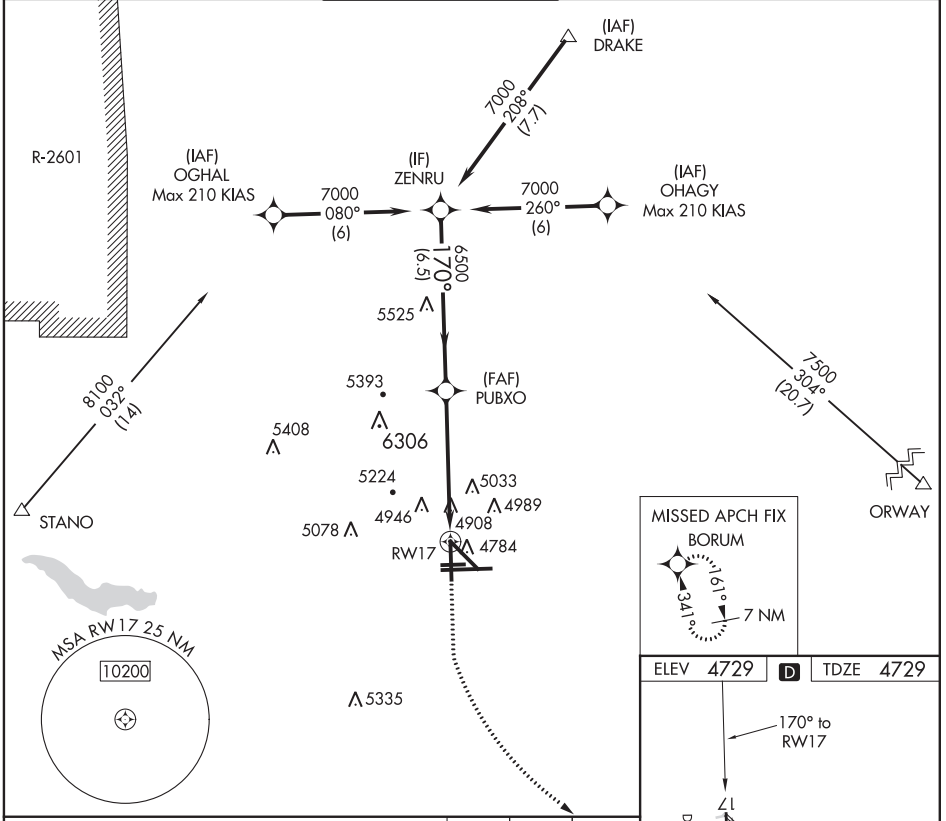 (IAF)
DRAKE
7000
208°
(7.7)
R-2601
(IAF)
OGHAL
Max 210 KIAS
(IF)
ZENRU
(IAF)
OHAGY
Max 210 KIAS
7000
080°
(6)
7000
260°
(6)
6500
170°
(6.5)
5525
8100
032°
(14)
7500
304°
(20.7)
5393
(FAF)
PUBXO
5408
6306
5224
5033
STANO
4946
4989
ORWAY
5078
4908
RW17
4784
MISSED APCH FIX
BORUM
161°
341°
7 NM
MSA RW17 25 NM
10200
5335
ELEV 4729 D TDZE 4729
170° to
RW17
17